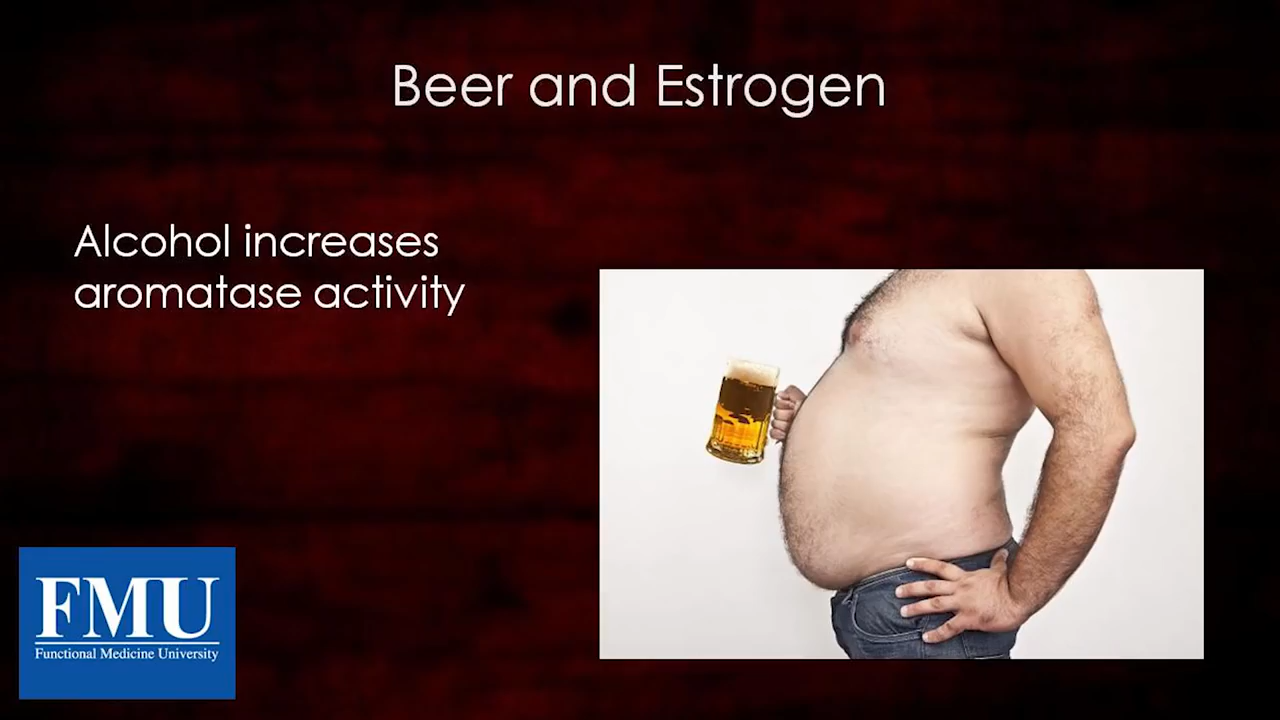 Beer and Estrogen
Alcohol increases
aromatase activity
FMU
Functional Medicine University